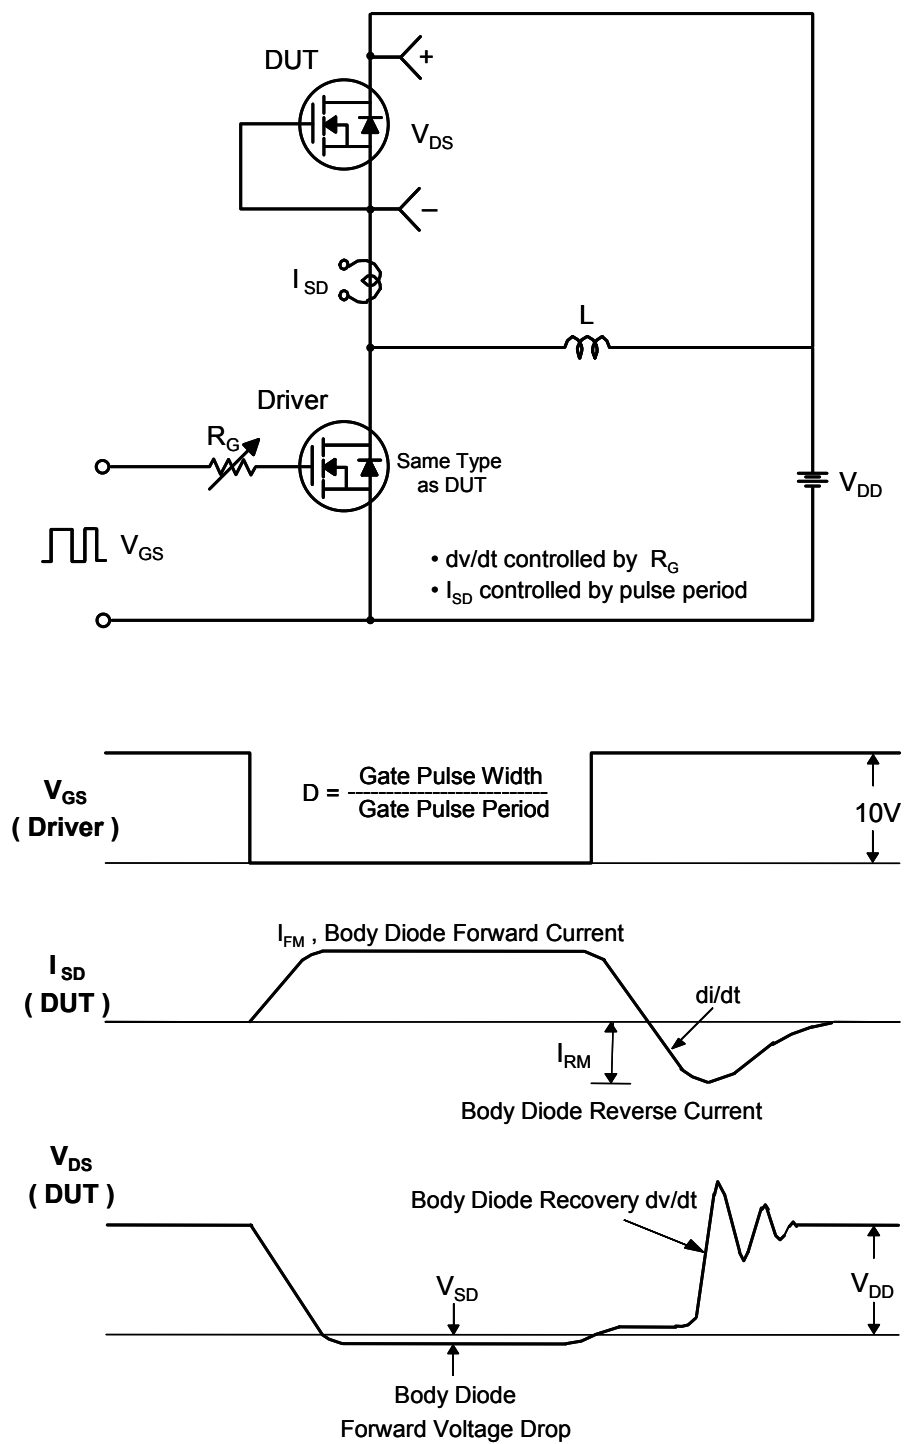 DUT
+
V_DS
–
I_SD
L
Driver
R_G
Same Type
as DUT
V_DD
V_GS
• dv/dt controlled by R_G
• I_SD controlled by pulse period
V_GS
( Driver )
D = Gate Pulse Width
--------------------------
Gate Pulse Period
10V
I_FM , Body Diode Forward Current
I_SD
( DUT )
di/dt
I_RM
Body Diode Reverse Current
V_DS
( DUT )
Body Diode Recovery dv/dt
V_SD
V_DD
Body Diode
Forward Voltage Drop